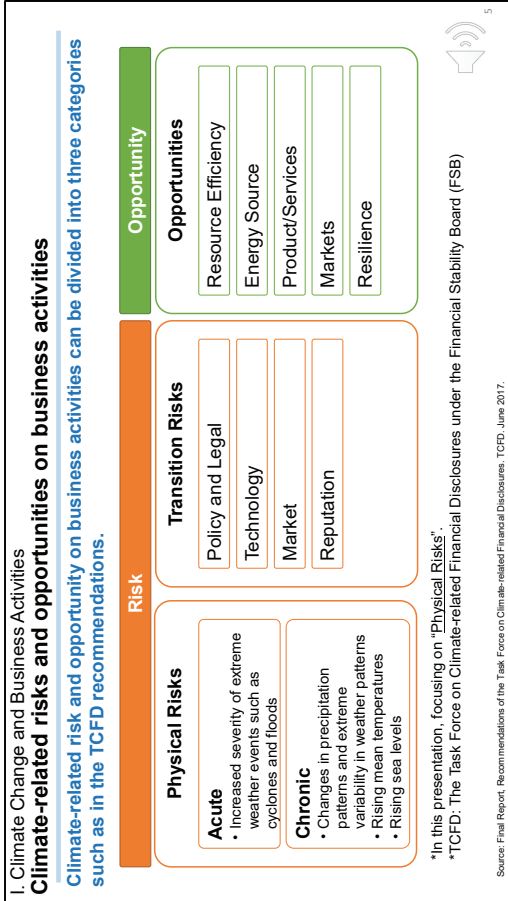 I. Climate Change and Business Activities
Climate-related risks and opportunities on business activities
Climate-related risk and opportunity on business activities can be divided into three categories
such as in the TCFD recommendations.
Risk
Physical Risks
Acute
• Increased severity of extreme
weather events such as
cyclones and floods
Chronic
• Changes in precipitation
patterns and extreme
variability in weather patterns
• Rising mean temperatures
• Rising sea levels
Transition Risks
Policy and Legal
Technology
Market
Reputation
Opportunity
Opportunities
Resource Efficiency
Energy Source
Product/Services
Markets
Resilience
*In this presentation, focusing on "Physical Risks".
*TCFD: The Task Force on Climate-related Financial Disclosures under the Financial Stability Board (FSB)
Source: Final Report, Recommendations of the Task Force on Climate-related Financial Disclosures. TCFD. June 2017.
5